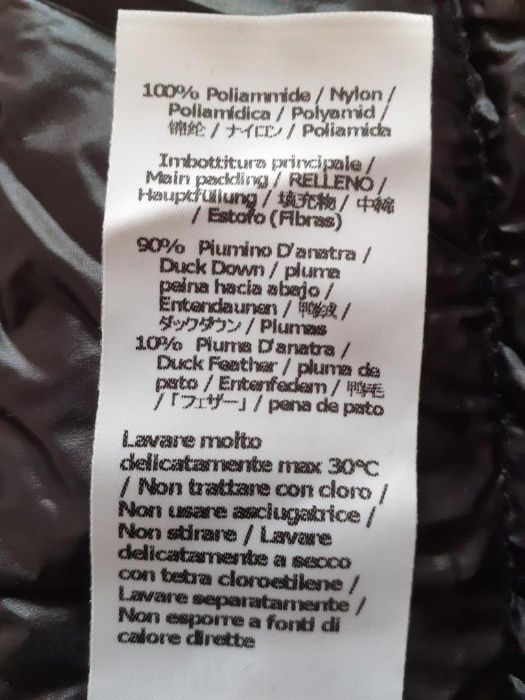 100% Poliammide / Nylon /
Poliamídica / Polyamid /
锦纶 / ナイロン / Poliamida
Imbottitura principale /
Main padding / RELLENO /
Hauptfüllung / 填充物 / 中綿
/ Estofo (Fibras)
90% Piumino D'anatra /
Duck Down / pluma
peina hacia abajo /
Entendaunen / 鸭绒 /
ダックダウン / Plumas
10% Piuma D'anatra /
Duck Feather / pluma de
pato / Entenfedern / 鸭毛
/ 「フェザー」 / pena de pato
Lavare molto
delicatamente max 30°C
/ Non trattare con cloro /
Non usare asciugatrice /
Non stirare / Lavare
delicatamente a secco
con tetra cloroetilene /
Lavare separatamente /
Non esporre a fonti di
calore dirette